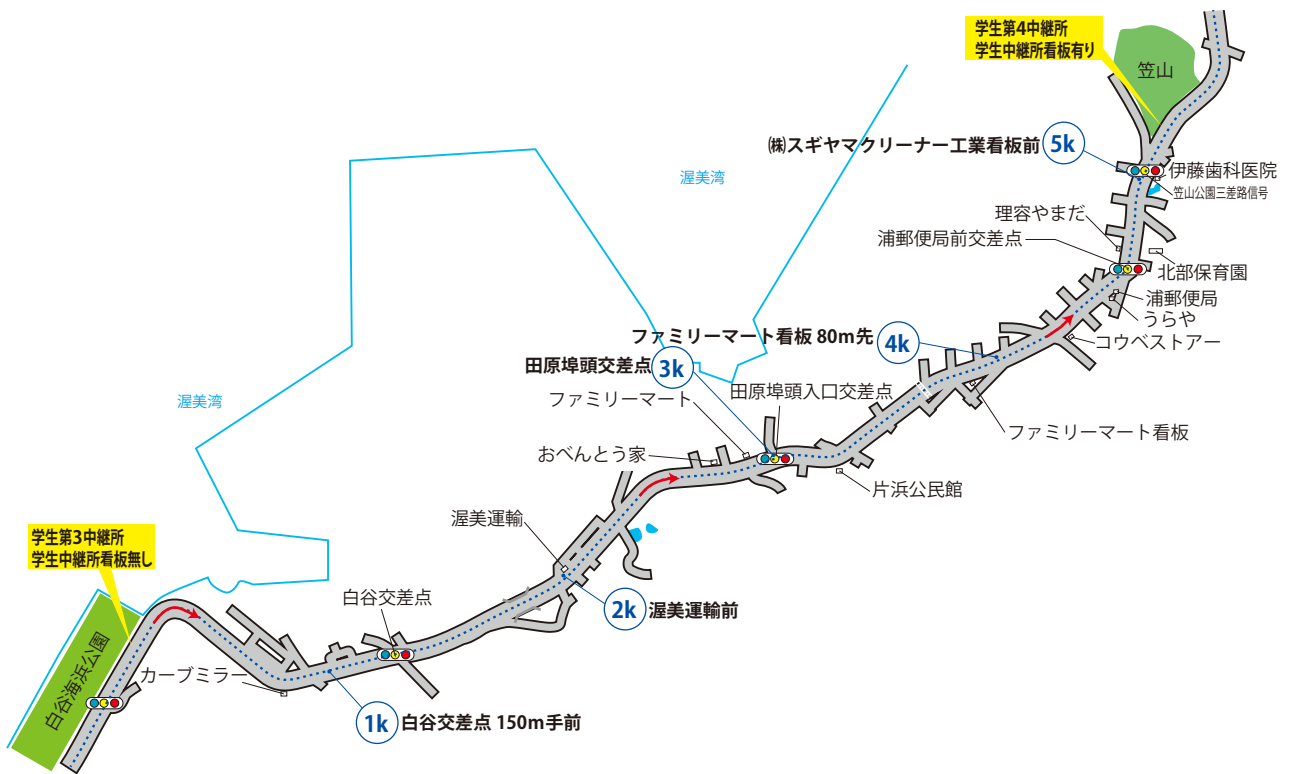 学生第4中継所
学生中継所看板有り
笠山
㈱スギヤマクリーナー工業看板前
5k
伊藤歯科医院
笠山公園三差路信号
渥美湾
理容やまだ
浦郵便局前交差点
北部保育園
浦郵便局
うらや
コウベストアー
ファミリーマート看板 80m先
4k
田原埠頭交差点
3k
田原埠頭入口交差点
ファミリーマート
渥美湾
ファミリーマート看板
おべんとう家
片浜公民館
渥美運輸
学生第3中継所
学生中継所看板無し
白谷交差点
2k
渥美運輸前
白谷海浜公園
カーブミラー
1k
白谷交差点 150m手前